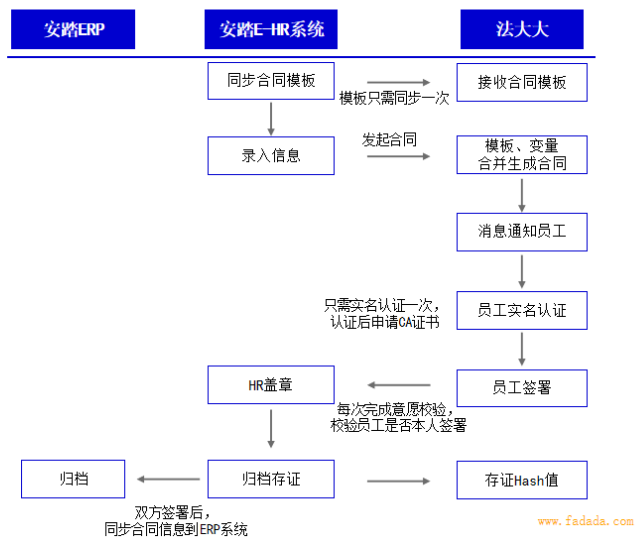 安踏ERP
安踏E-HR系统
法大大
同步合同模板
接收合同模板
模板只需同步一次
录入信息
发起合同
模板、变量
合并生成合同
消息通知员工
只需实名认证一次，
认证后申请CA证书
员工实名认证
HR盖章
员工签署
每次完成意愿校验，
校验员工是否本人签署
归档
归档存证
存证Hash值
双方签署后，
同步合同信息到ERP系统
www.fadada.com